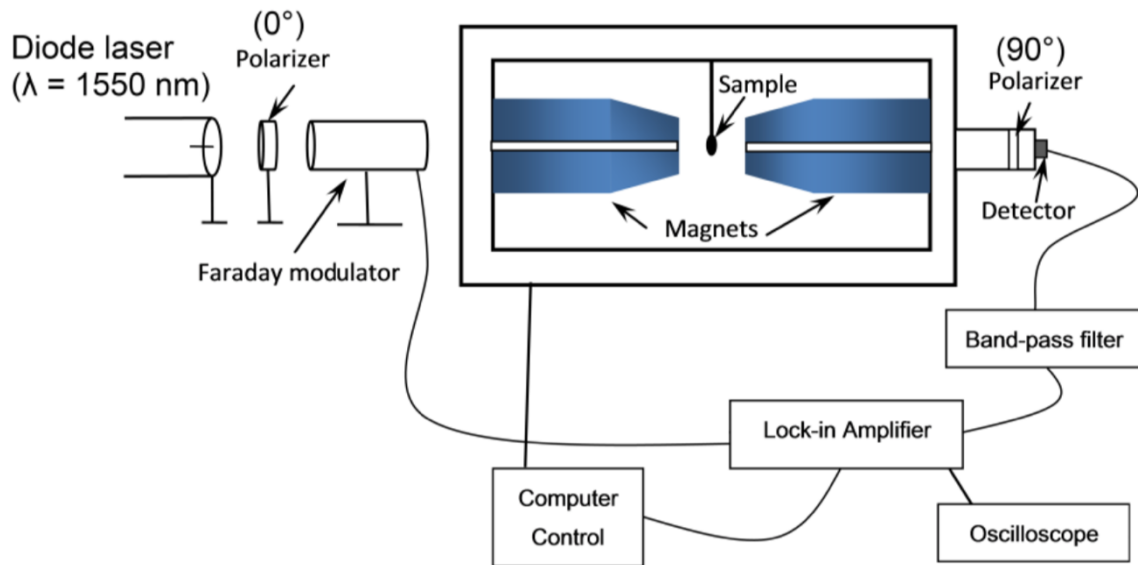 Diode laser
(λ = 1550 nm)
(0°)
Polarizer
Faraday modulator
Sample
Magnets
(90°)
Polarizer
Detector
Band-pass filter
Lock-in Amplifier
Computer
Control
Oscilloscope